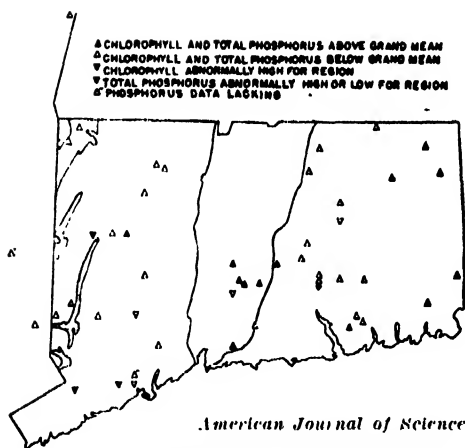 CHLOROPHYLL AND TOTAL PHOSPHORUS ABOVE GRAND MEAN
CHLOROPHYLL AND TOTAL PHOSPHORUS BELOW GRAND MEAN
CHLOROPHYLL ABNORMALLY HIGH FOR REGION
TOTAL PHOSPHORUS ABNORMALLY HIGH OR LOW FOR REGION
PHOSPHORUS DATA LACKING
American Journal of Science